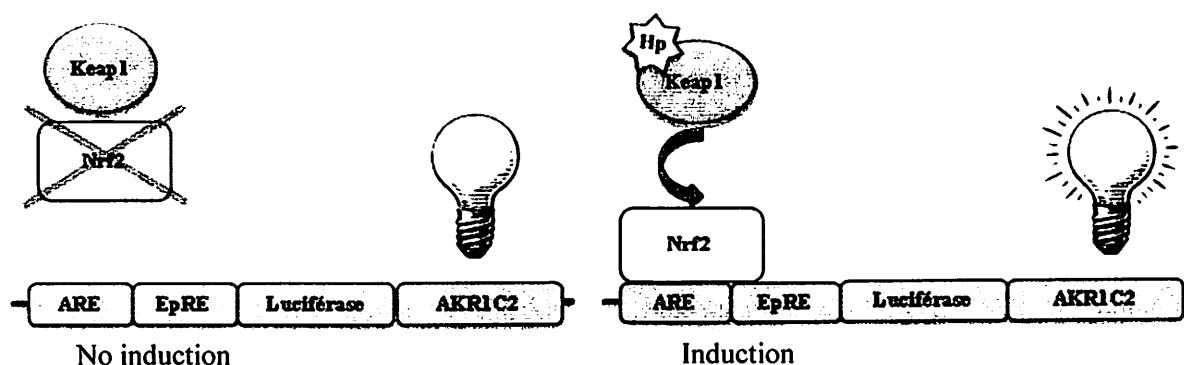 Keap1
Nrf2
ARE EpRE Luciférase AKR1C2
No induction
Hp
Keap1
Nrf2
ARE EpRE Luciférase AKR1C2
Induction